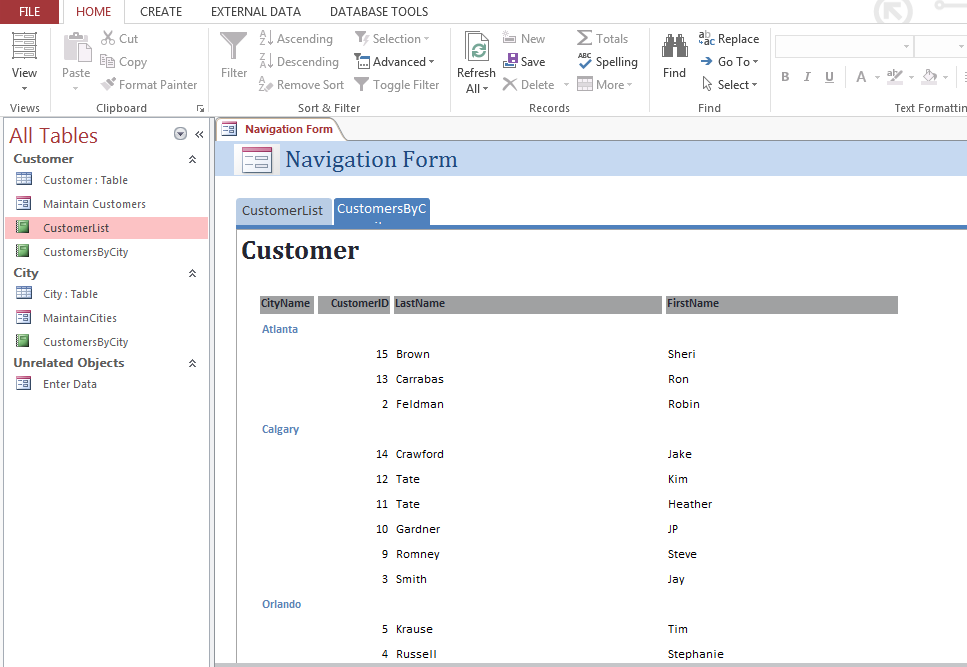 FILE HOME CREATE EXTERNAL DATA DATABASE TOOLS
View
Views
Paste
Cut
Copy
Format Painter
Clipboard
Filter
Ascending
Descending
Remove Sort
Selection
Advanced
Toggle Filter
Sort & Filter
Refresh
All
New
Save
Delete
Totals
Spelling
More
Records
Find
Replace
Go To
Select
Find
B I U A
Text Formattin
All Tables
Customer
Customer : Table
Maintain Customers
CustomerList
CustomersByCity
City
City : Table
MaintainCities
CustomersByCity
Unrelated Objects
Enter Data
Navigation Form
Navigation Form
CustomerList CustomersByC
Customer
CityName CustomerID LastName FirstName
Atlanta
15 Brown Sheri
13 Carrabas Ron
2 Feldman Robin
Calgary
14 Crawford Jake
12 Tate Kim
11 Tate Heather
10 Gardner JP
9 Romney Steve
3 Smith Jay
Orlando
5 Krause Tim
4 Russell Stephanie